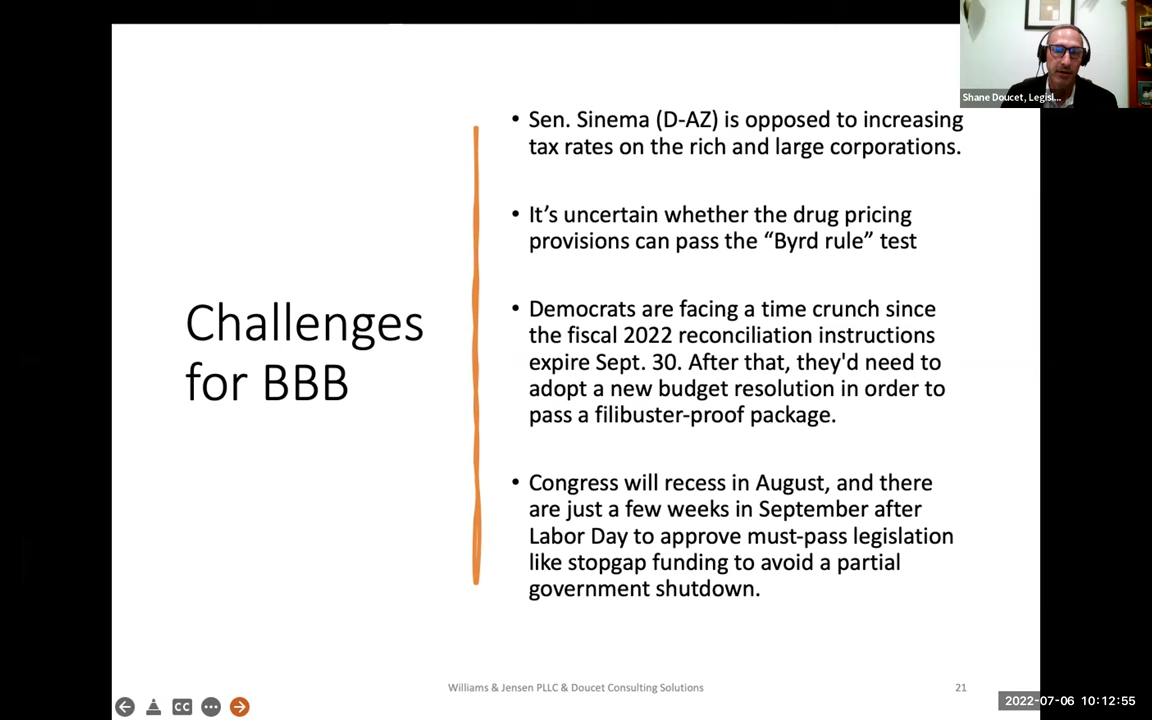 Shane Doucet, Legisl...
Challenges
for BBB
• Sen. Sinema (D-AZ) is opposed to increasing
tax rates on the rich and large corporations.
• It’s uncertain whether the drug pricing
provisions can pass the “Byrd rule” test
• Democrats are facing a time crunch since
the fiscal 2022 reconciliation instructions
expire Sept. 30. After that, they'd need to
adopt a new budget resolution in order to
pass a filibuster-proof package.
• Congress will recess in August, and there
are just a few weeks in September after
Labor Day to approve must-pass legislation
like stopgap funding to avoid a partial
government shutdown.
Williams & Jensen PLLC & Doucet Consulting Solutions
21
CC
2022-07-06 10:12:55